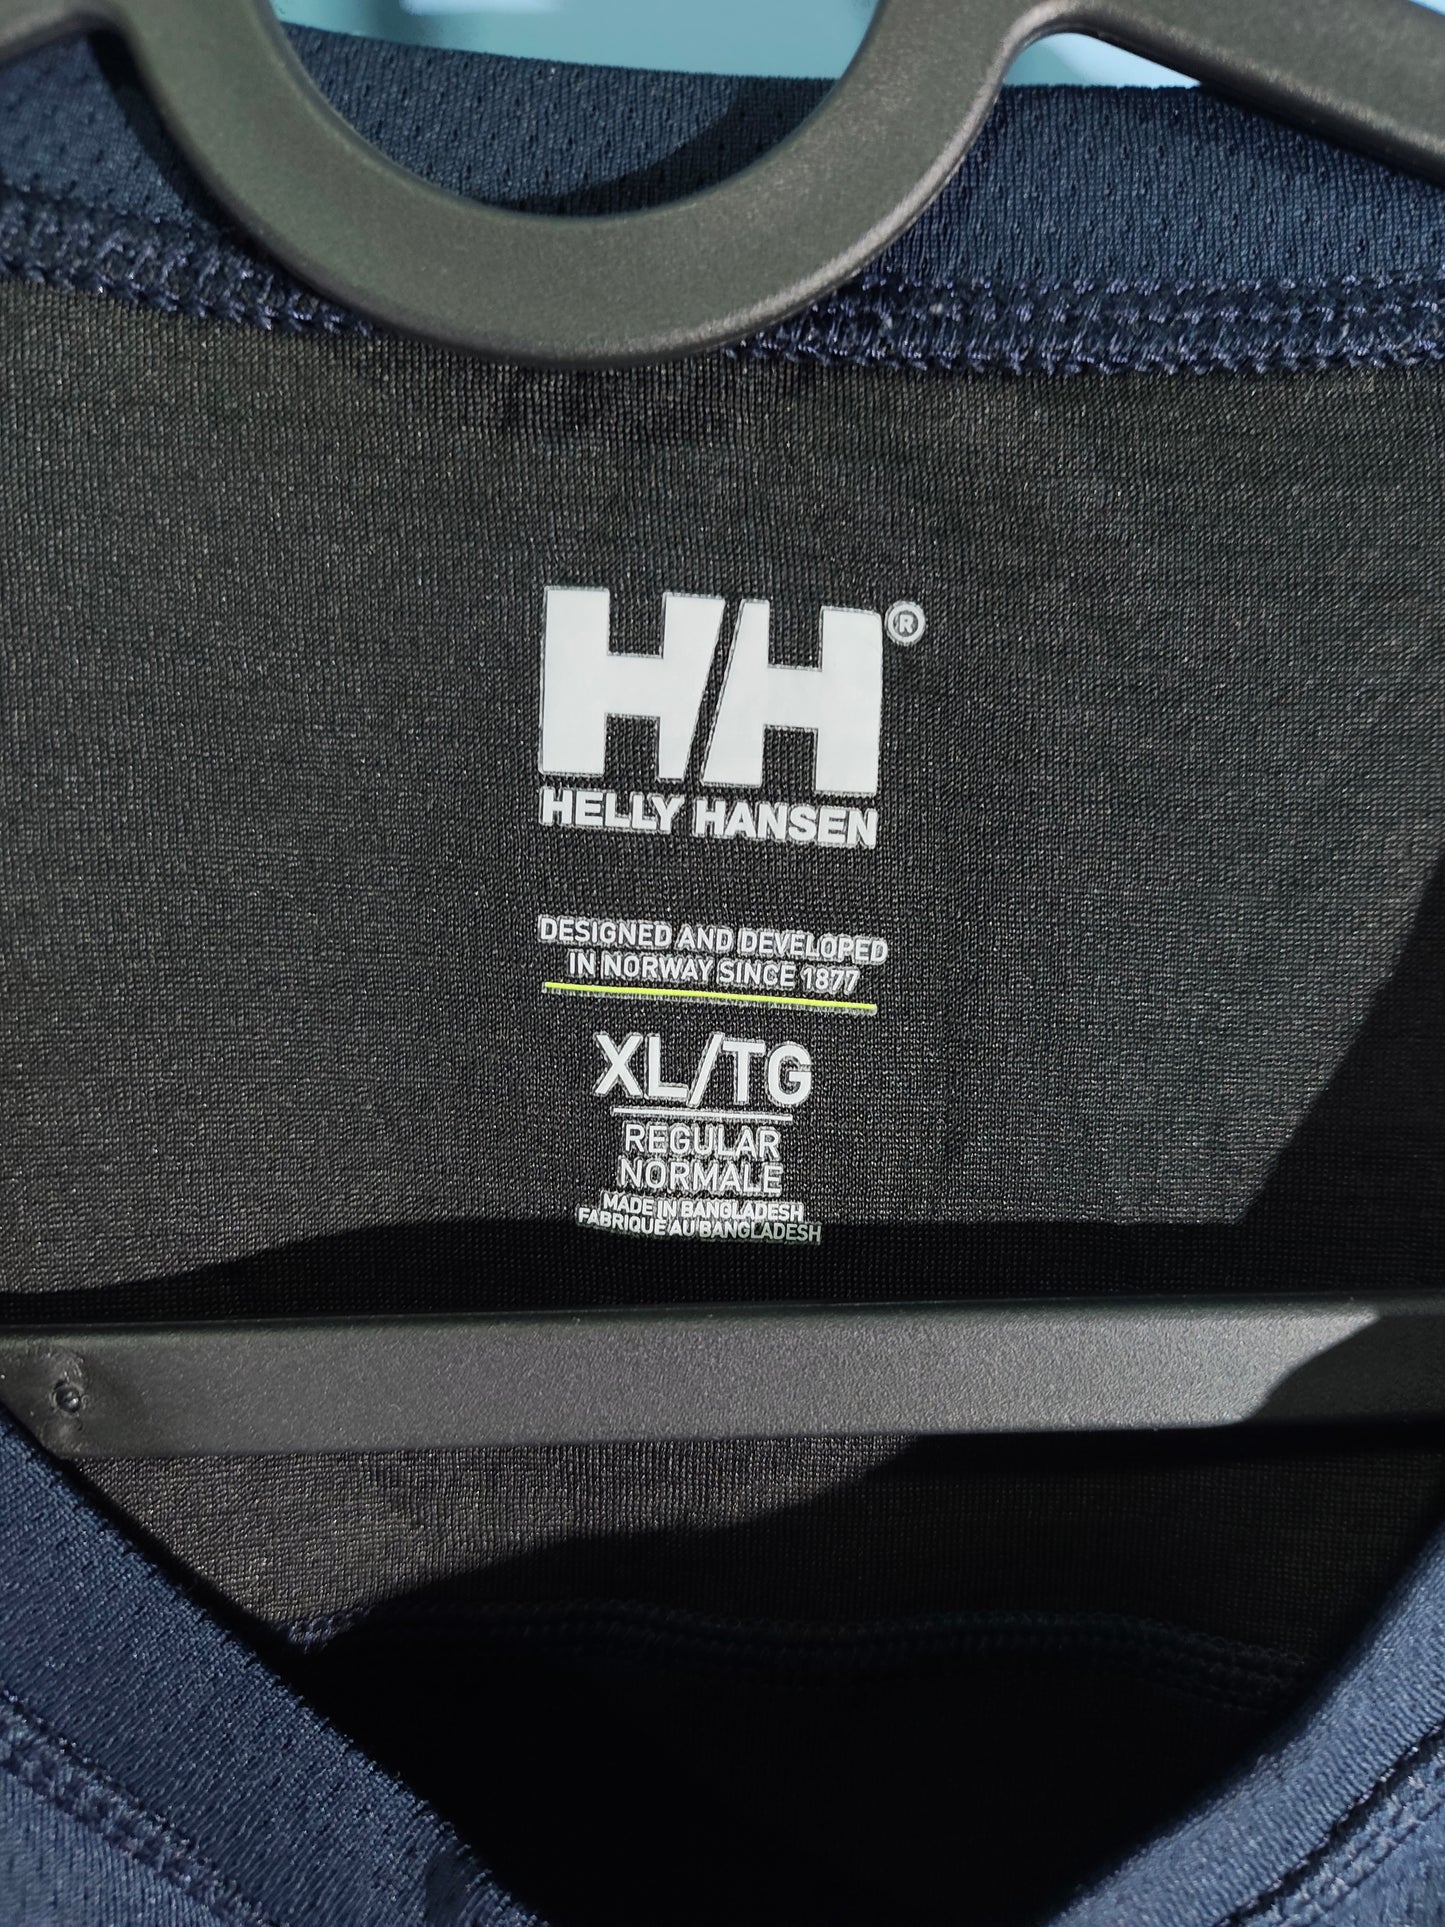 HH®
HELLY HANSEN
DESIGNED AND DEVELOPED
IN NORWAY SINCE 1877
XL/TG
REGULAR
NORMALE
MADE IN BANGLADESH
FABRIQUE AU BANGLADESH